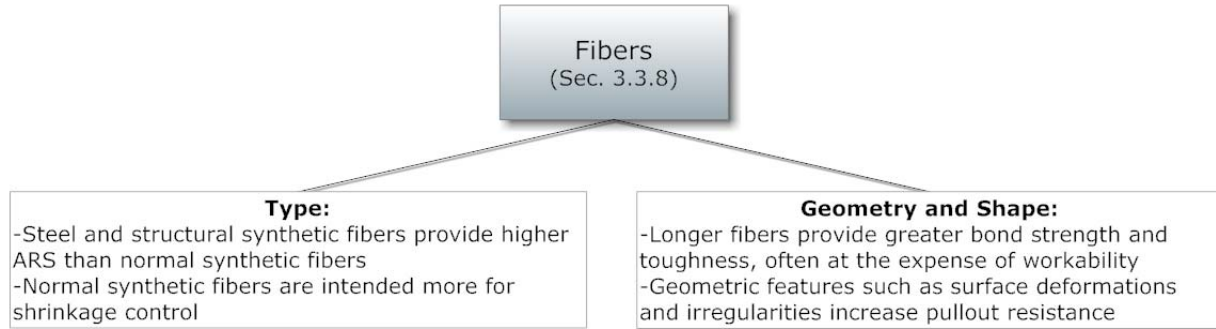 Fibers
(Sec. 3.3.8)
Type:
-Steel and structural synthetic fibers provide higher
ARS than normal synthetic fibers
-Normal synthetic fibers are intended more for
shrinkage control
Geometry and Shape:
-Longer fibers provide greater bond strength and
toughness, often at the expense of workability
-Geometric features such as surface deformations
and irregularities increase pullout resistance